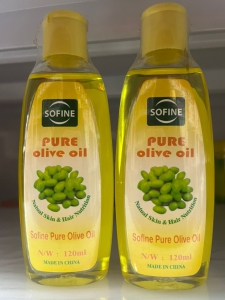 SOFINE
PURE
olive oil
Natural Skin & Hair Nutrition
Sofine Pure Olive Oil
N/W : 120ml
MADE IN CHINA
SOFINE
PURE
olive oil
Natural Skin & Hair Nutrition
Sofine Pure Olive Oil
N/W : 120ml
MADE IN CHINA